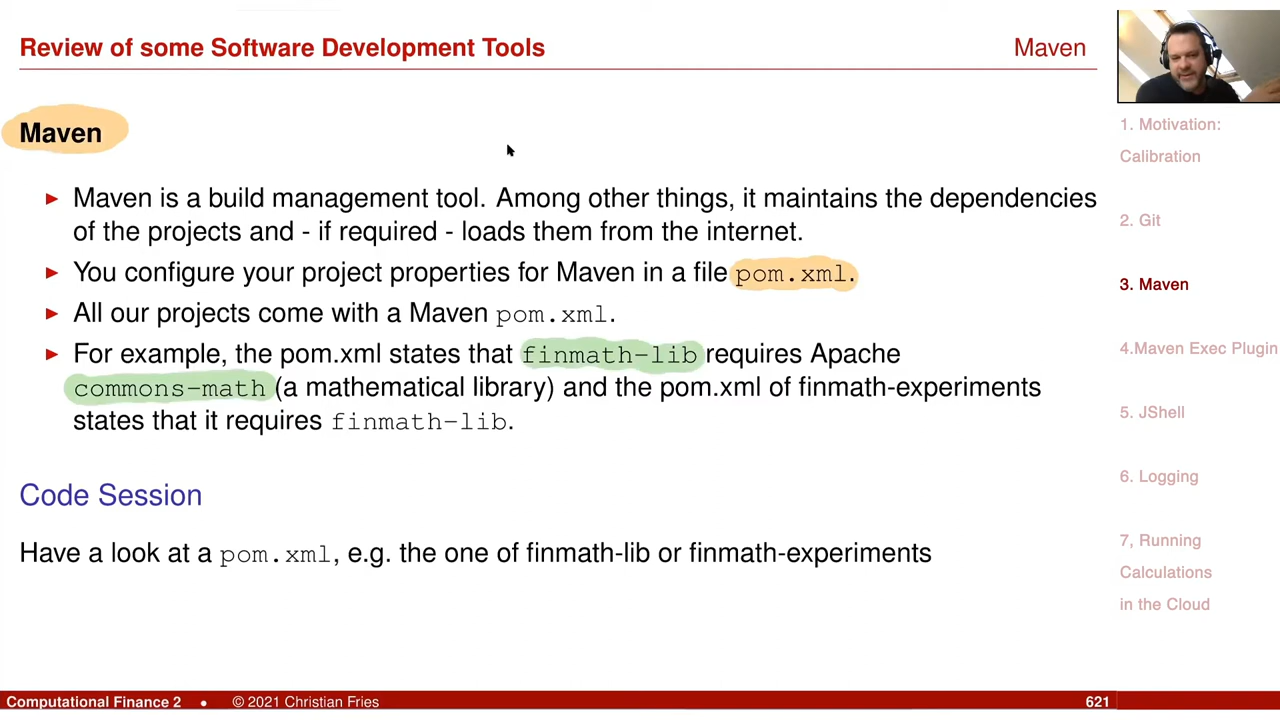 Review of some Software Development Tools
Maven
Maven
Maven is a build management tool. Among other things, it maintains the dependencies
of the projects and - if required - loads them from the internet.
You configure your project properties for Maven in a file pom.xml.
All our projects come with a Maven pom.xml.
For example, the pom.xml states that finmath-lib requires Apache
commons-math (a mathematical library) and the pom.xml of finmath-experiments
states that it requires finmath-lib.
Code Session
Have a look at a pom.xml, e.g. the one of finmath-lib or finmath-experiments
1. Motivation:
Calibration
2. Git
3. Maven
4.Maven Exec Plugin
5. JShell
6. Logging
7, Running
Calculations
in the Cloud
Computational Finance 2 • © 2021 Christian Fries
621